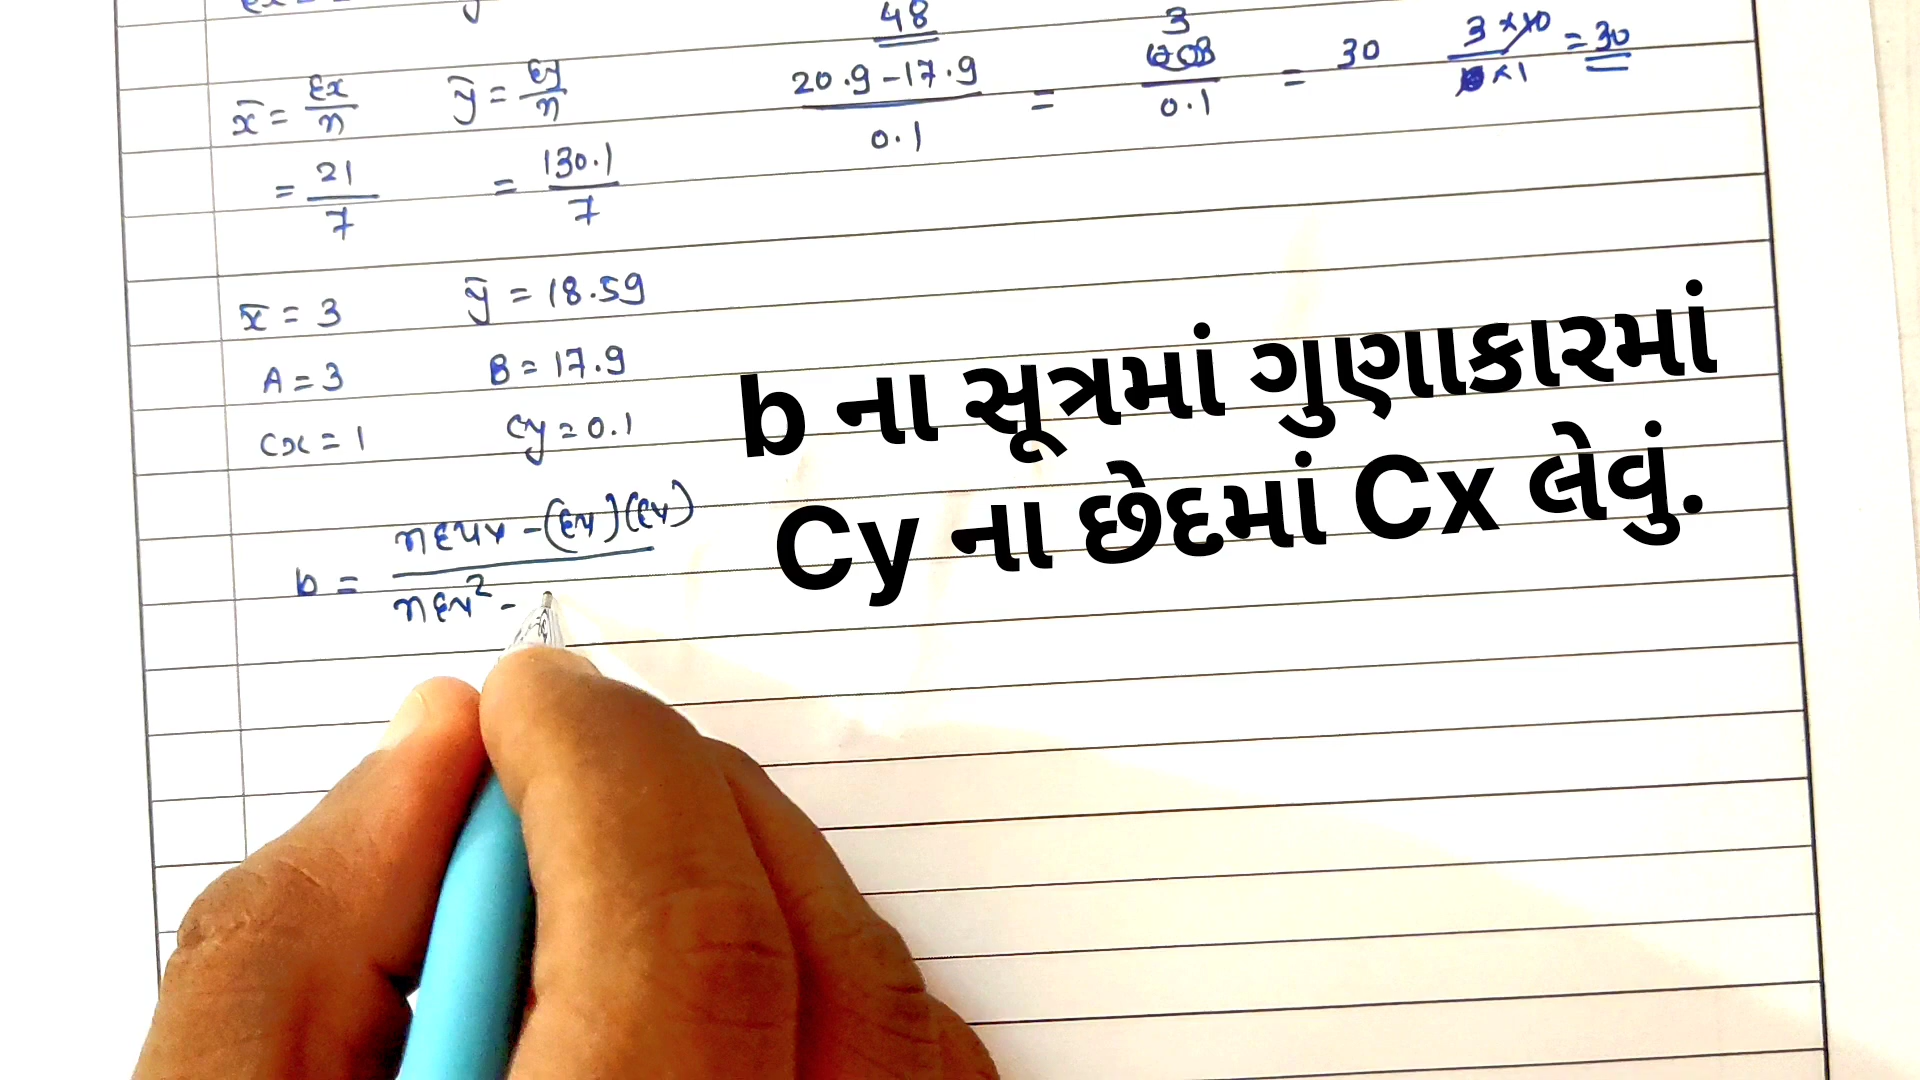 48
x̄ = Σx/n ȳ = Σy/n 20.9-17.9/0.1 = 3/0.1 = 30 3×10/×1 = 30
= 21/7 = 130.1/7
x̄ = 3 ȳ = 18.59
A = 3 B = 17.9
Cx = 1 Cy = 0.1
b ના સૂત્રમાં ગુણાકારમાં
Cy ના છેદમાં Cx લેવું.
b = nΣuv - (Σu)(Σv)/nΣu² -